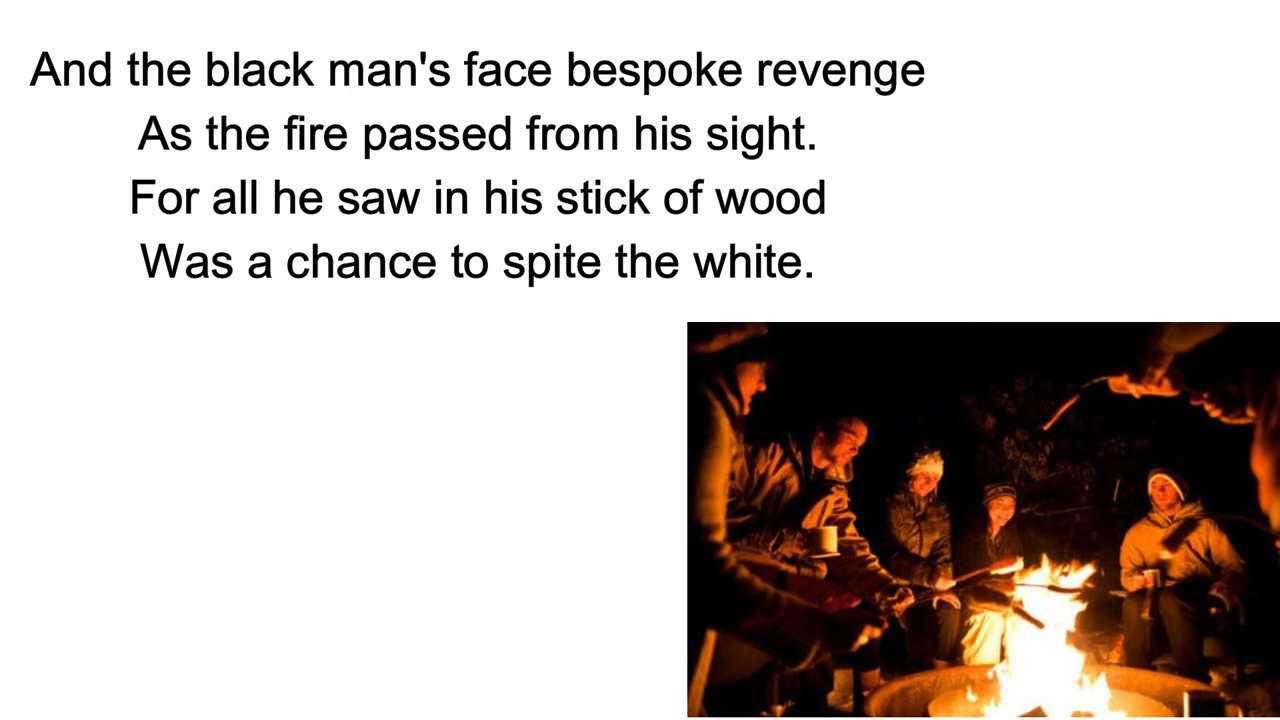 And the black man's face bespoke revenge
As the fire passed from his sight.
For all he saw in his stick of wood
Was a chance to spite the white.